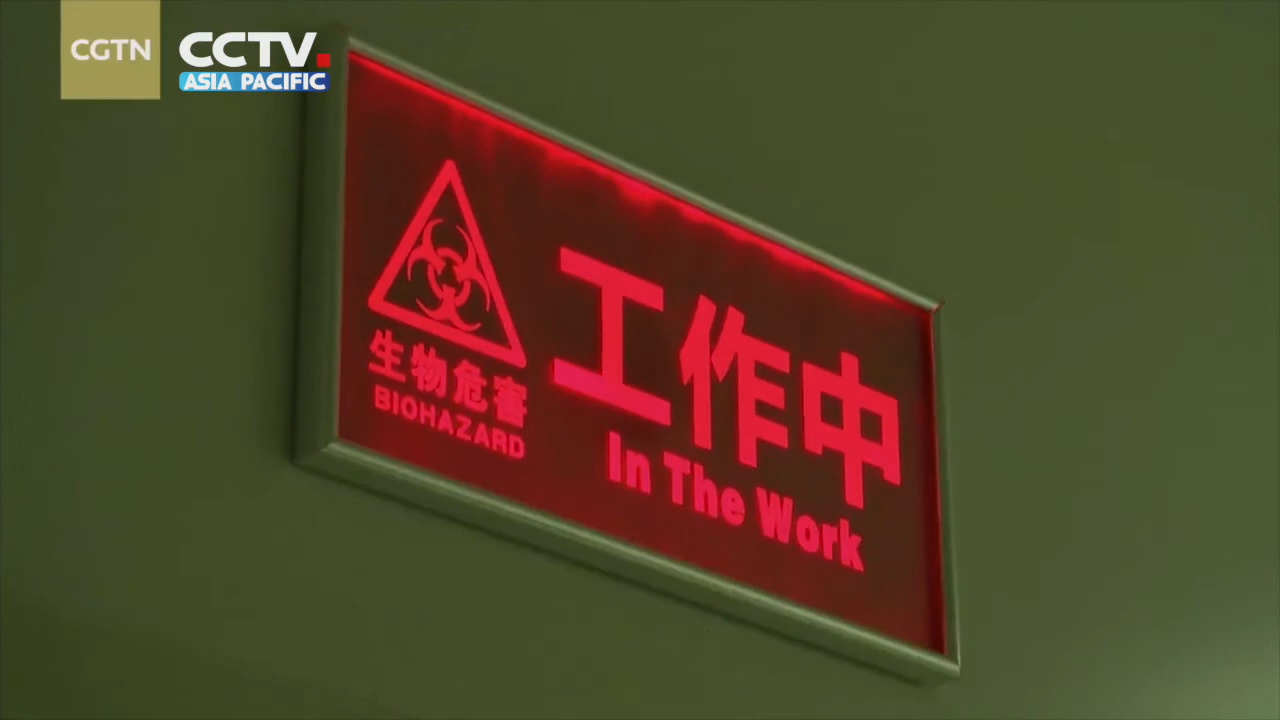 CGTN
CCTV.
ASIA PACIFIC
生物危害
BIOHAZARD
工作中
In The Work